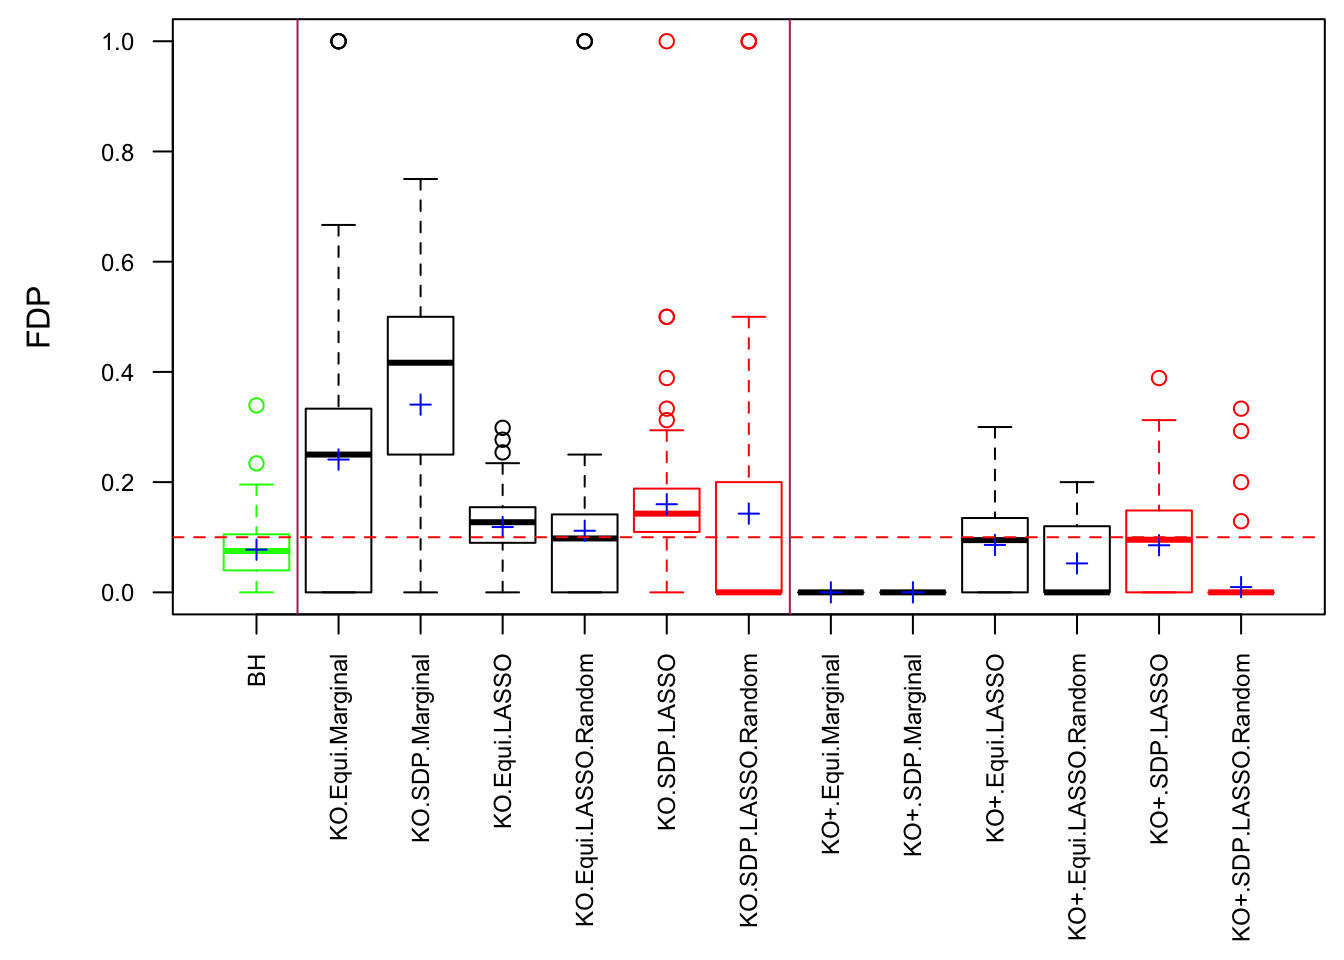 FDP
1.0
0.8
0.6
0.4
0.2
0.0
BH
KO.Equi.Marginal
KO.SDP.Marginal
KO.Equi.LASSO
KO.Equi.LASSO.Random
KO.SDP.LASSO
KO.SDP.LASSO.Random
KO+.Equi.Marginal
KO+.SDP.Marginal
KO+.Equi.LASSO
KO+.Equi.LASSO.Random
KO+.SDP.LASSO
KO+.SDP.LASSO.Random